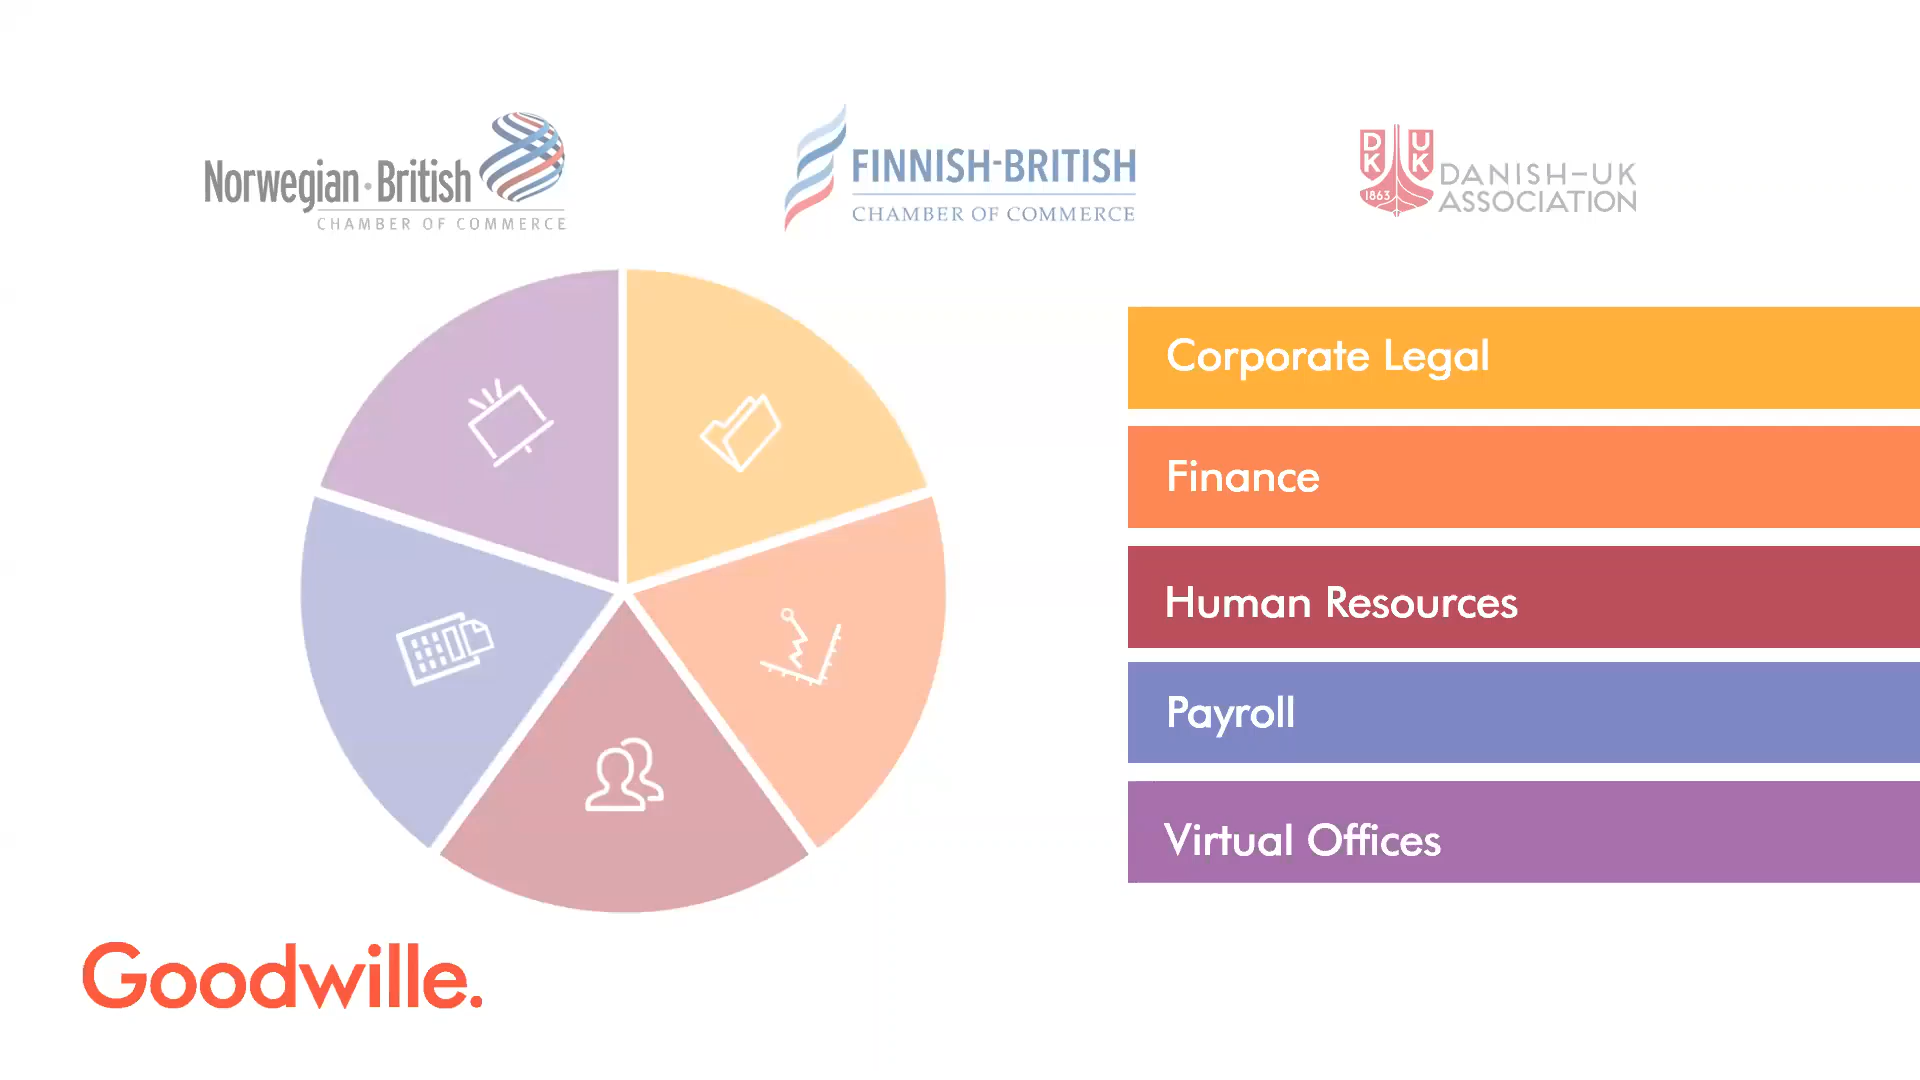 Norwegian·British
CHAMBER OF COMMERCE
FINNISH-BRITISH
CHAMBER OF COMMERCE
DK UK
1863
DANISH–UK
ASSOCIATION
Corporate Legal
Finance
Human Resources
Payroll
Virtual Offices
Goodwille.